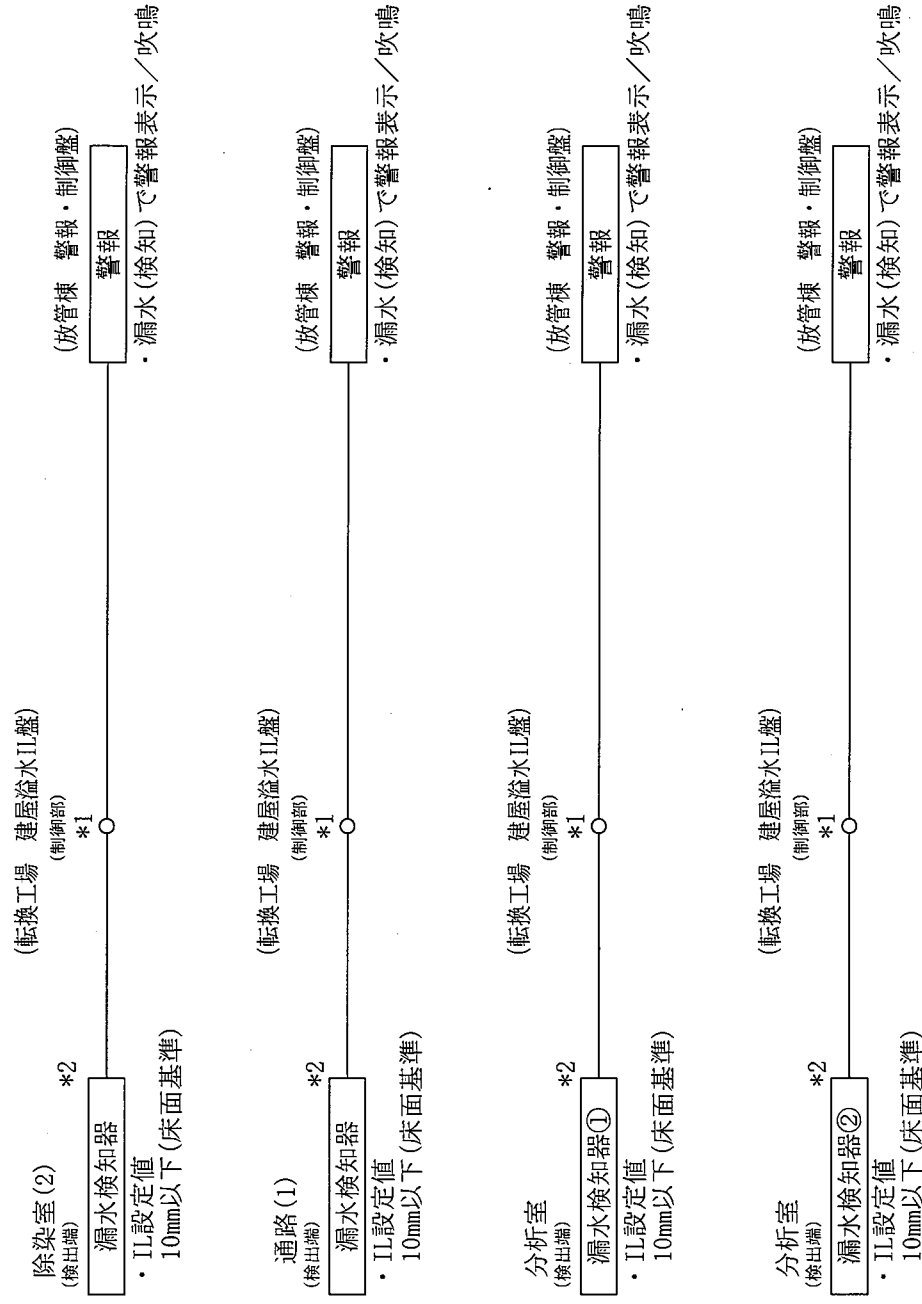 除染室(2)
(検出端)
漏水検知器
*2
・IL設定値
10mm以下(床面基準)
(転換工場 建屋溢水IL盤)
(制御部)
*1
(放管棟 警報・制御盤)
警報
・漏水(検知)で警報表示/吹鳴
通路(1)
(検出端)
漏水検知器
*2
・IL設定値
10mm以下(床面基準)
(転換工場 建屋溢水IL盤)
(制御部)
*1
(放管棟 警報・制御盤)
警報
・漏水(検知)で警報表示/吹鳴
分析室
(検出端)
漏水検知器①
*2
・IL設定値
10mm以下(床面基準)
(転換工場 建屋溢水IL盤)
(制御部)
*1
(放管棟 警報・制御盤)
警報
・漏水(検知)で警報表示/吹鳴
分析室
(検出端)
漏水検知器②
*2
・IL設定値
10mm以下(床面基準)
(転換工場 建屋溢水IL盤)
(制御部)
*1
(放管棟 警報・制御盤)
警報
・漏水(検知)で警報表示/吹鳴